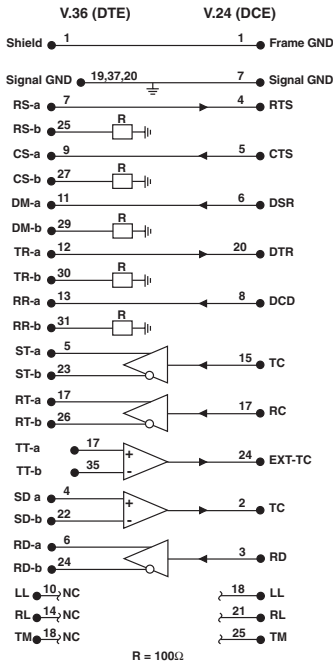 V.36 (DTE) V.24 (DCE)
Shield 1 1 Frame GND
Signal GND 19,37,20 7 Signal GND
RS-a 7 4 RTS
R
RS-b 25
CS-a 9 5 CTS
R
CS-b 27
DM-a 11 6 DSR
R
DM-b 29
TR-a 12 20 DTR
R
TR-b 30
RR-a 13 8 DCD
R
RR-b 31
ST-a 5
15 TC
ST-b 23
RT-a 17
17 RC
RT-b 26
TT-a 17
+
24 EXT-TC
TT-b 35
-
SD a 4
+
2 TC
SD-b 22
-
RD-a 6
3 RD
RD-b 24
LL 10 NC 18 LL
RL 14 NC 21 RL
TM 18 NC 25 TM
R = 100Ω